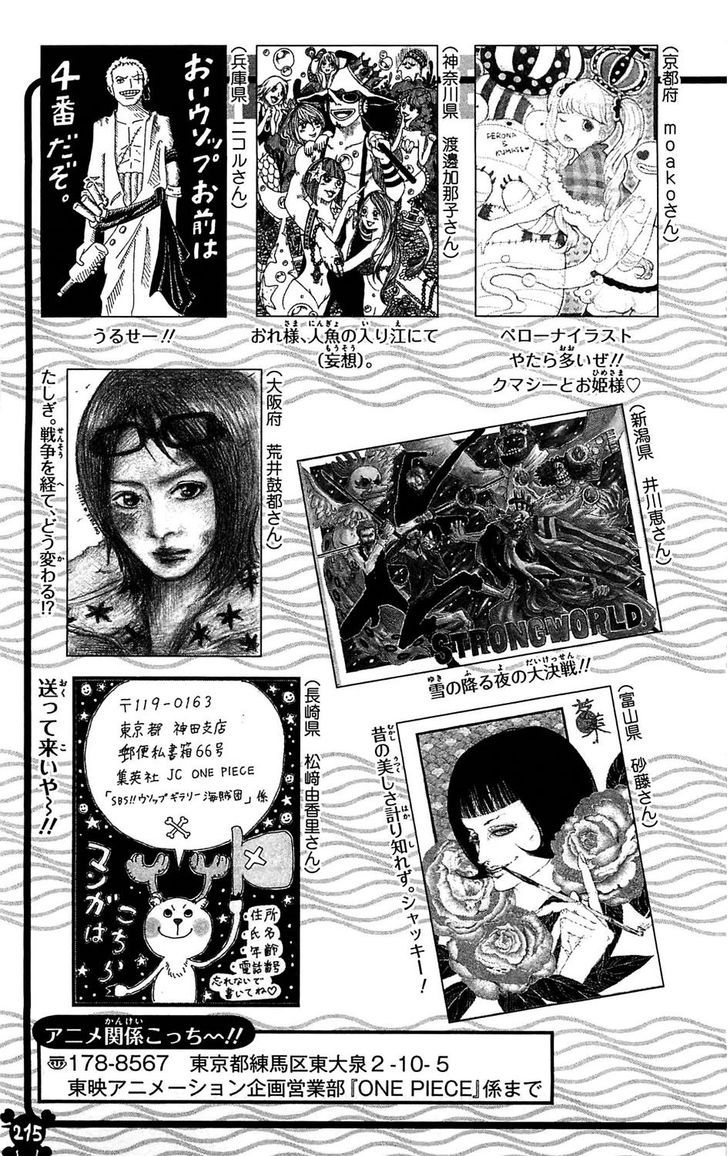 （京都府　moakoさん）
PERONA & KUMASY
ペローナイラスト
やたら多いぜ!!
クマシーとお姫様♡
（神奈川県　渡邊加那子さん）
おれ様、人魚の入り江にて
（妄想）。
（兵庫県　ニコルさん）
おいウソップお前は
4番だぞ。
うるせー!!
（新潟県　井川恵さん）
STRONG WORLD
雪の降る夜の大決戦!!
（大阪府　荒井鼓都さん）
たしぎ。戦争を経て、どう変わる!?
（富山県　砂藤さん）
昔の美しさ計り知れず。シャッキー！
（長崎県　松﨑由香里さん）
〒119-0163
東京都 神田支店
郵便私書箱66号
集英社 JC ONE PIECE
「SBS!!ウソップギャラリー海賊団」係
マンガは
こちら
・住所
・氏名
・年齢
・電話番号
忘れないで
書いてね♡
送って来いや〜!!
アニメ関係こっち〜!!
〒178-8567　東京都練馬区東大泉2-10-5
東映アニメーション企画営業部『ONE PIECE』係まで
215